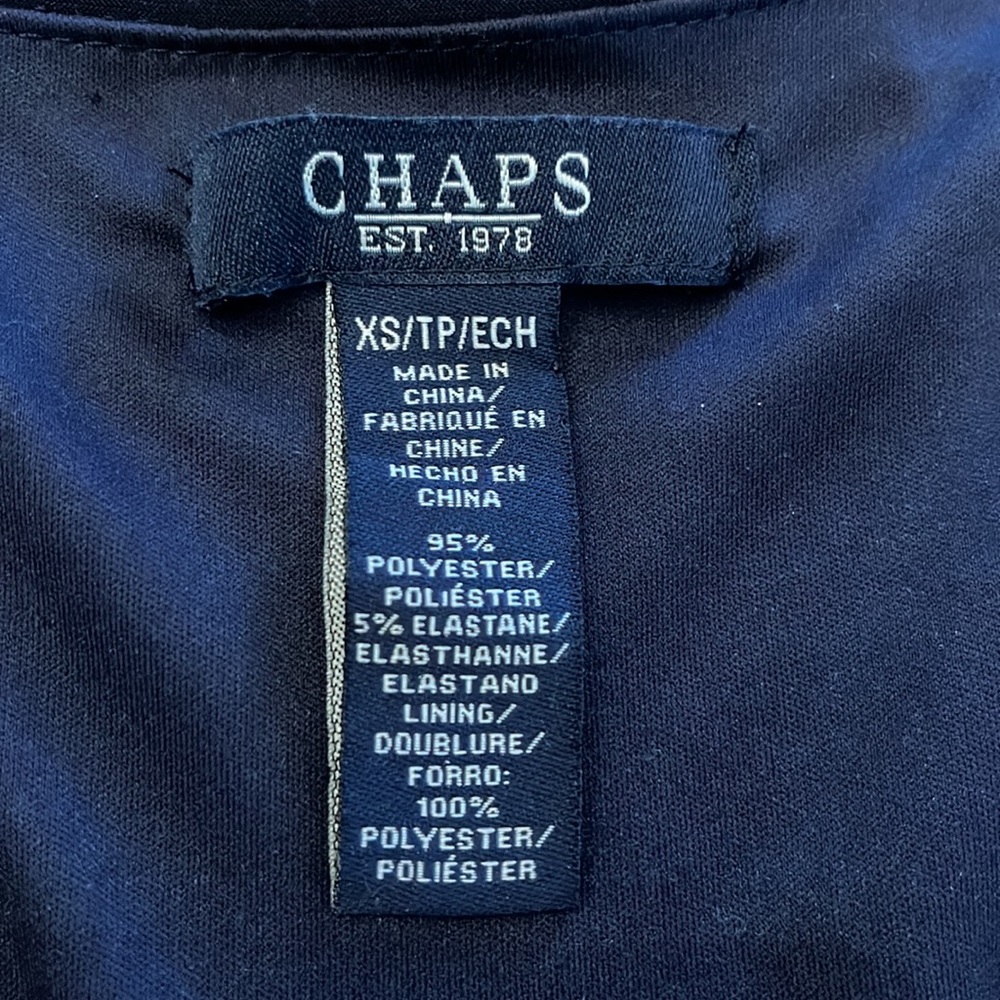 CHAPS
EST. 1978
XS/TP/ECH
MADE IN
CHINA/
FABRIQUÉ EN
CHINE/
HECHO EN
CHINA
95%
POLYESTER/
POLIÉSTER
5% ELASTANE/
ELASTHANNE/
ELASTANO
LINING/
DOUBLURE/
FORRO:
100%
POLYESTER/
POLIÉSTER